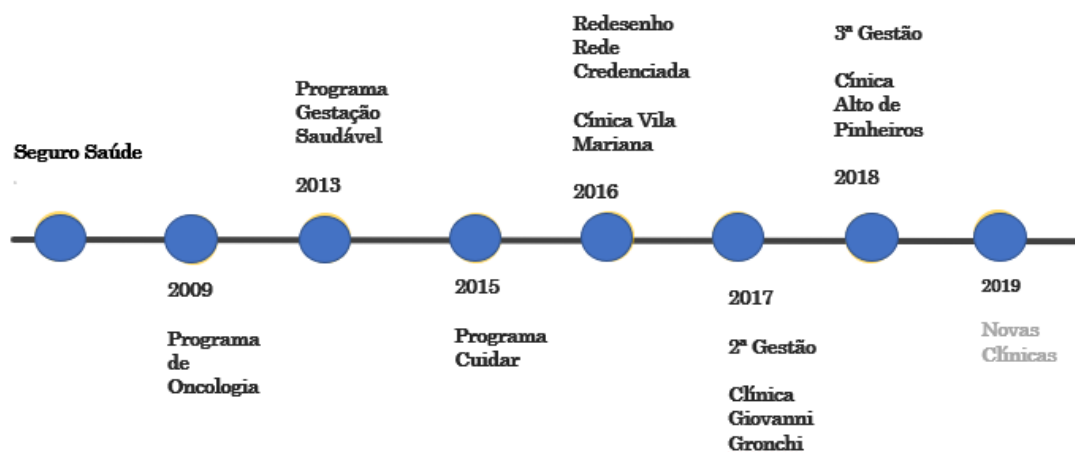 Seguro Saúde
2009
Programa
de
Oncologia
Programa
Gestação
Saudável
2013
2015
Programa
Cuidar
Redesenho
Rede
Credenciada
Cínica Vila
Mariana
2016
2017
2ª Gestão
Clínica
Giovanni
Gronchi
3ª Gestão
Cínica
Alto de
Pinheiros
2018
2019
Novas
Clínicas